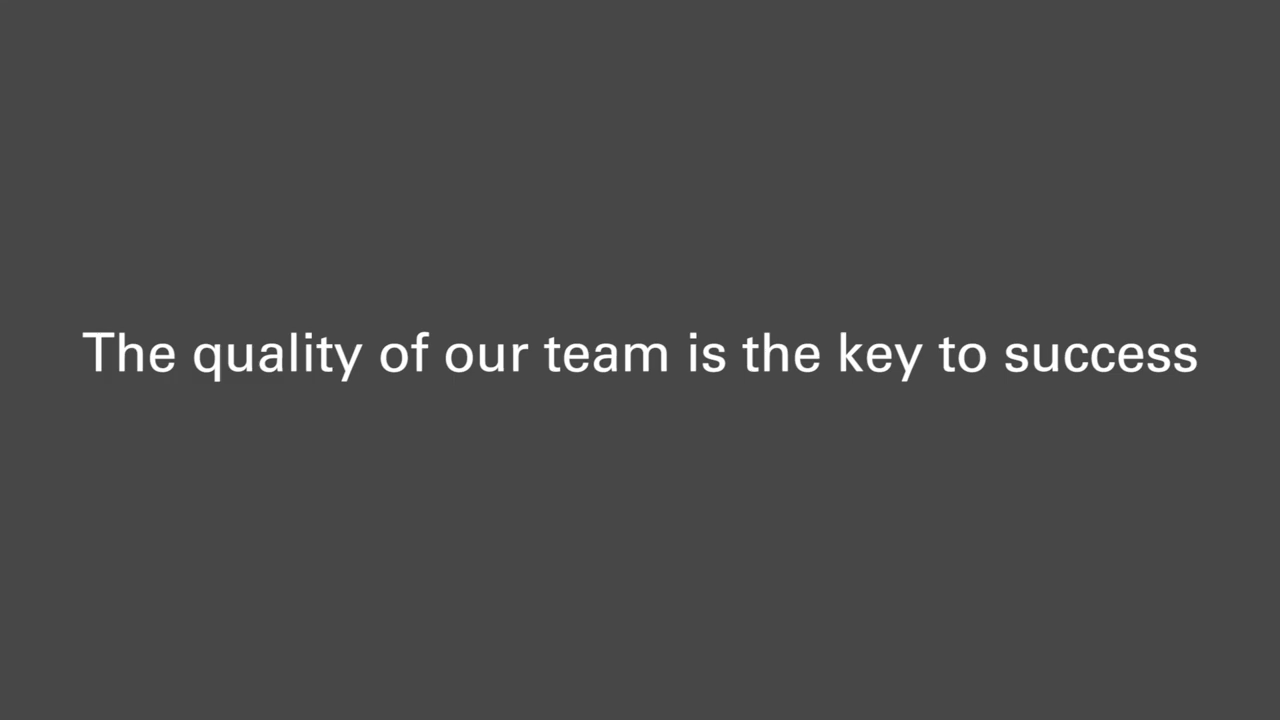 The quality of our team is the key to success